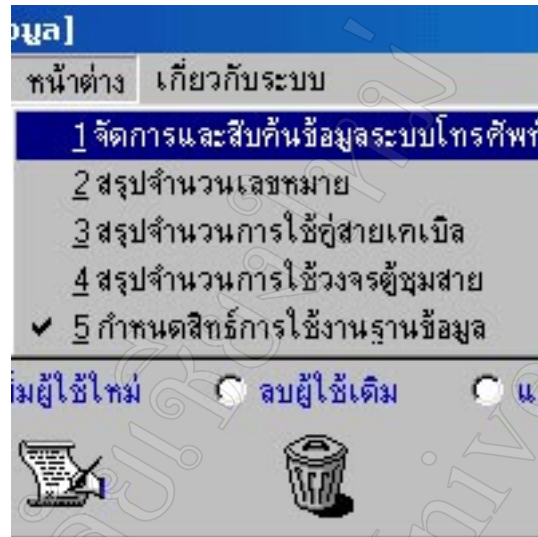 อมูล]
หน้าต่าง เกี่ยวกับระบบ
1 จัดการและสืบค้นข้อมูลระบบโทรศัพท์
2 สรุปจำนวนเลขหมาย
3 สรุปจำนวนการใช้คู่สายเคเบิล
4 สรุปจำนวนการใช้วงจรตู้ชุมสาย
5 กำหนดสิทธิ์การใช้งานฐานข้อมูล
ผู้ใช้ใหม่ ลบผู้ใช้เดิม แ